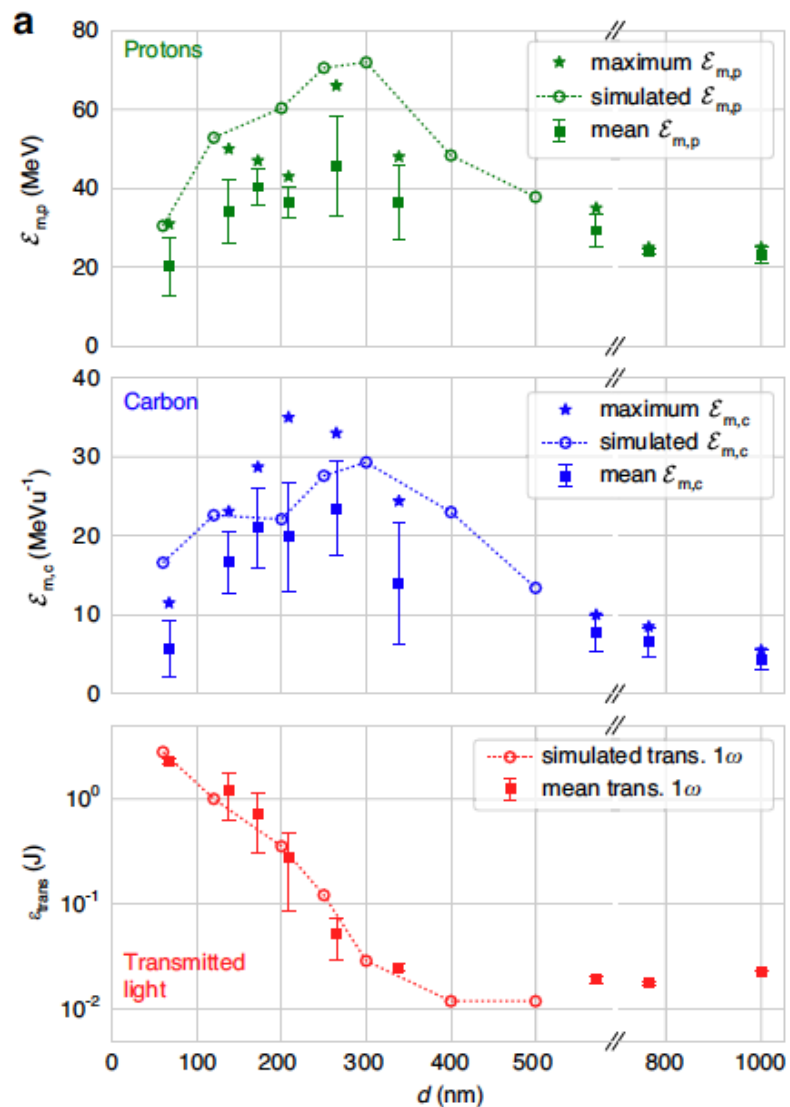 a
Protons
maximum ℰm,p
simulated ℰm,p
mean ℰm,p
ℰm,p (MeV)
80
60
40
20
0
Carbon
maximum ℰm,c
simulated ℰm,c
mean ℰm,c
ℰm,c (MeVu⁻¹)
40
30
20
10
0
simulated trans. 1ω
mean trans. 1ω
εtrans (J)
10⁰
10⁻¹
10⁻²
Transmitted
light
0 100 200 300 400 500 800 1000
d (nm)